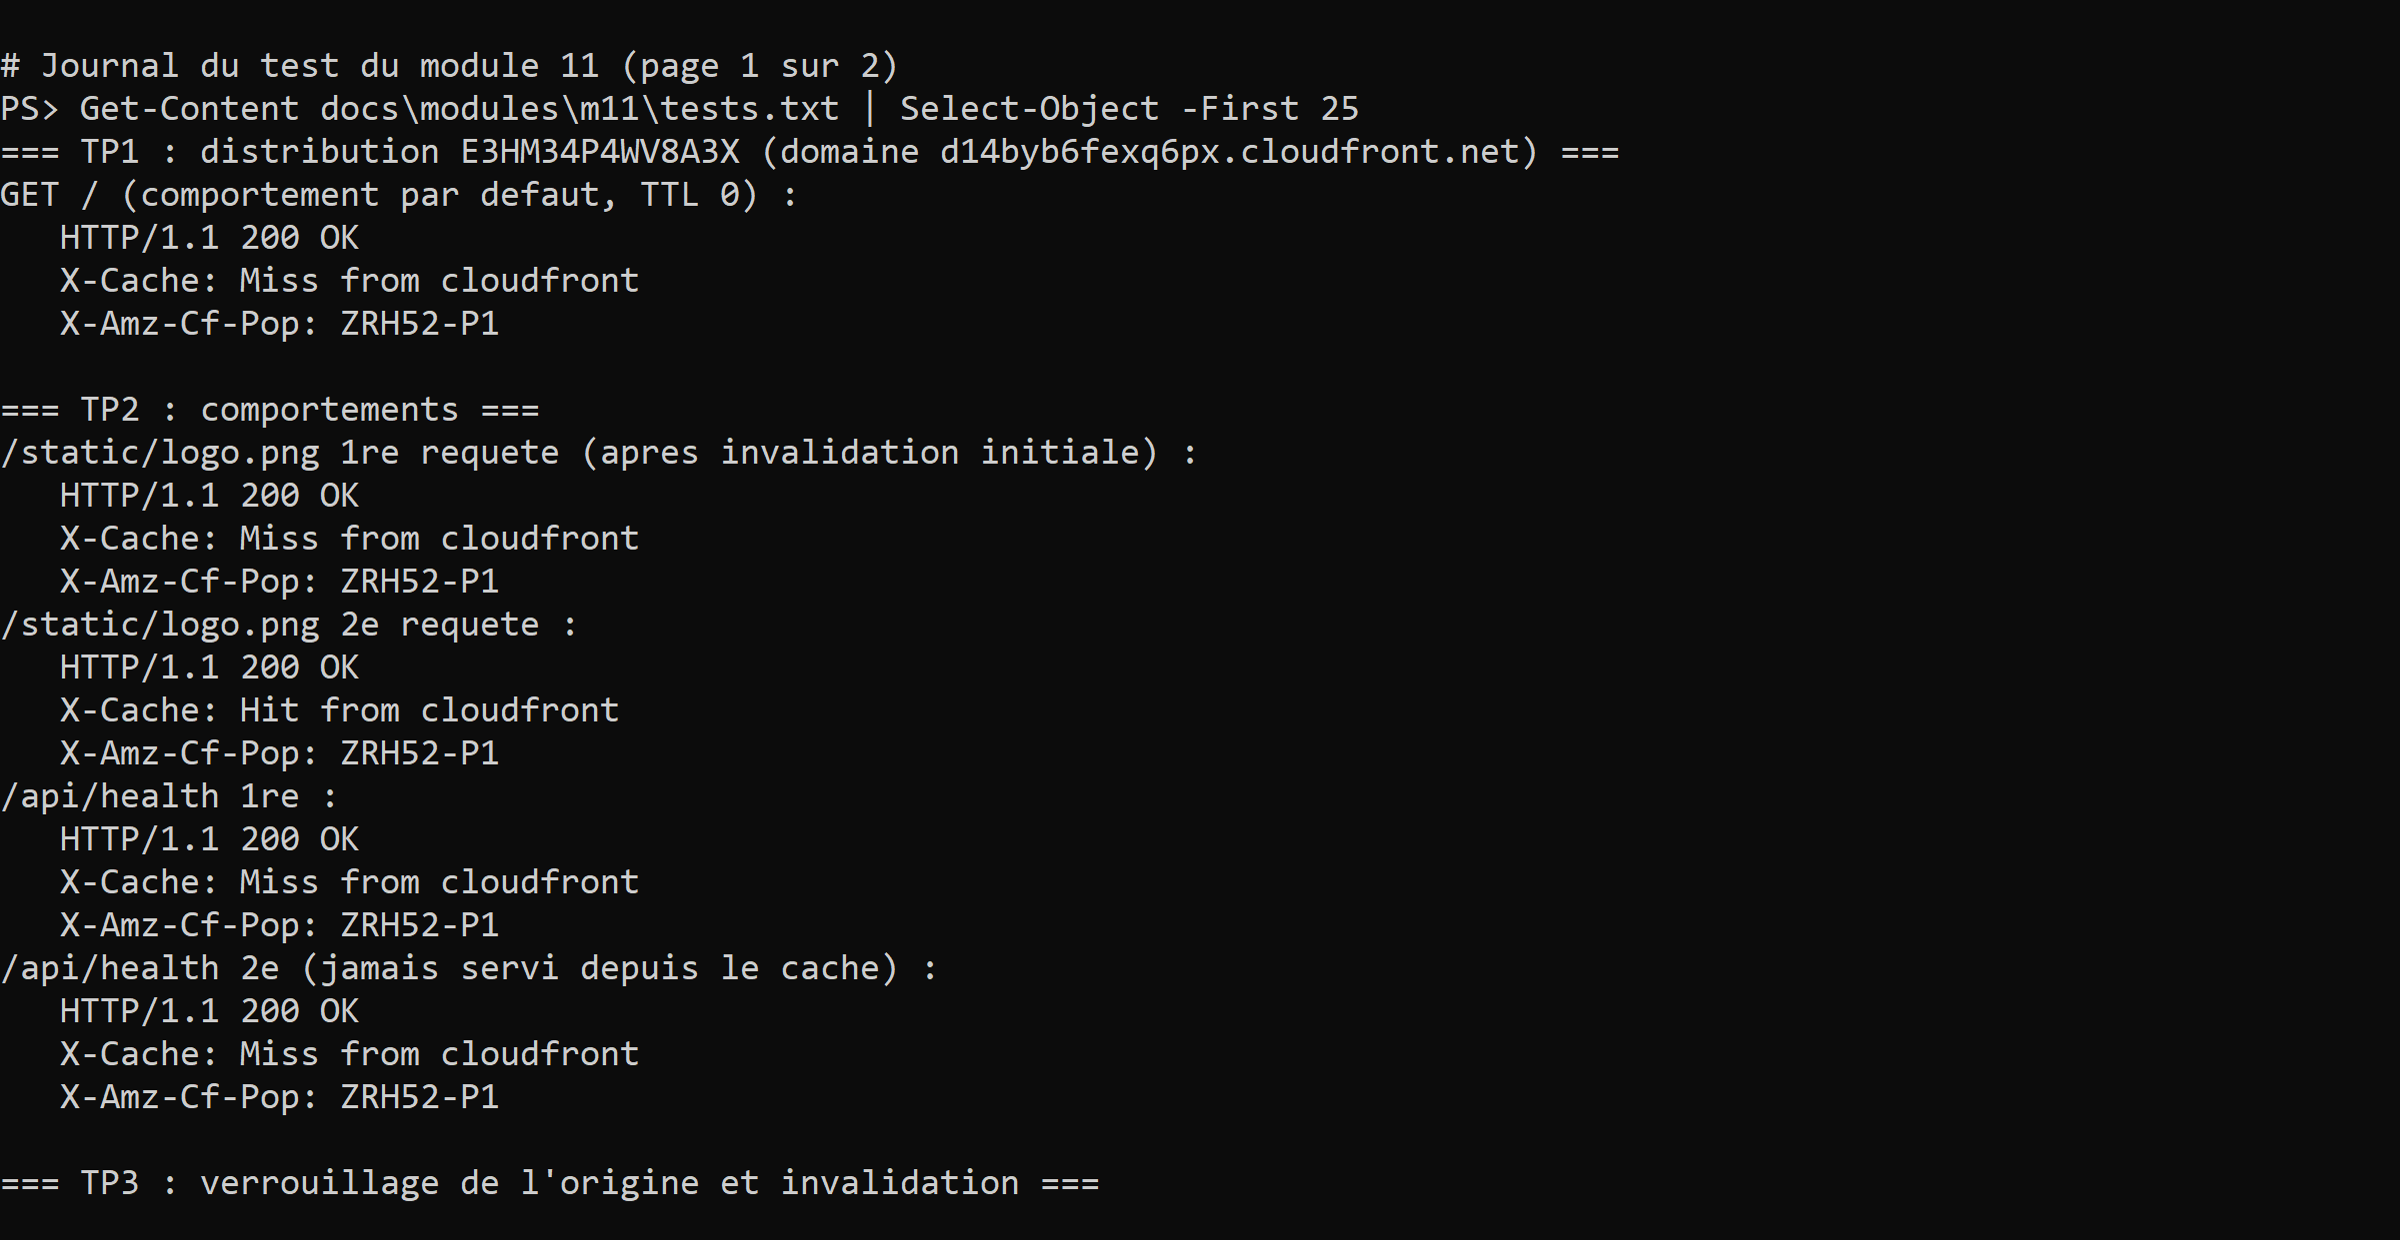 # Journal du test du module 11 (page 1 sur 2)
PS> Get-Content docs\modules\m11\tests.txt | Select-Object -First 25
=== TP1 : distribution E3HM34P4WV8A3X (domaine d14byb6fexq6px.cloudfront.net) ===
GET / (comportement par defaut, TTL 0) :
   HTTP/1.1 200 OK
   X-Cache: Miss from cloudfront
   X-Amz-Cf-Pop: ZRH52-P1

=== TP2 : comportements ===
/static/logo.png 1re requete (apres invalidation initiale) :
   HTTP/1.1 200 OK
   X-Cache: Miss from cloudfront
   X-Amz-Cf-Pop: ZRH52-P1
/static/logo.png 2e requete :
   HTTP/1.1 200 OK
   X-Cache: Hit from cloudfront
   X-Amz-Cf-Pop: ZRH52-P1
/api/health 1re :
   HTTP/1.1 200 OK
   X-Cache: Miss from cloudfront
   X-Amz-Cf-Pop: ZRH52-P1
/api/health 2e (jamais servi depuis le cache) :
   HTTP/1.1 200 OK
   X-Cache: Miss from cloudfront
   X-Amz-Cf-Pop: ZRH52-P1

=== TP3 : verrouillage de l'origine et invalidation ===